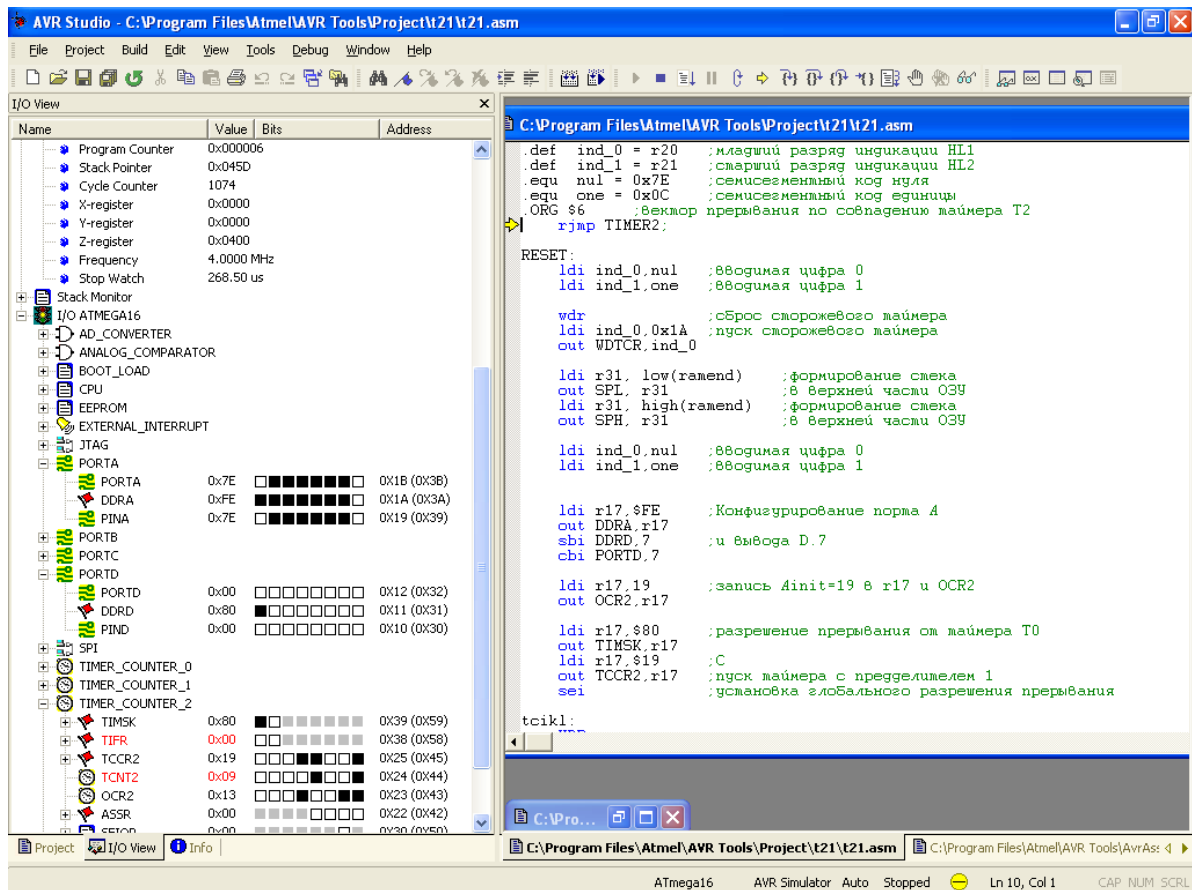 AVR Studio - C:\Program Files\Atmel\AVR Tools\Project\t21\t21.asm
File Project Build Edit View Tools Debug Window Help
I/O View
Name Value Bits Address
Program Counter 0x000006
Stack Pointer 0x045D
Cycle Counter 1074
X-register 0x0000
Y-register 0x0000
Z-register 0x0400
Frequency 4.0000 MHz
Stop Watch 268.50 us
Stack Monitor
I/O ATMEGA16
AD_CONVERTER
ANALOG_COMPARATOR
BOOT_LOAD
CPU
EEPROM
EXTERNAL_INTERRUPT
JTAG
PORTA
PORTA 0x7E 0X1B (0X3B)
DDRA 0xFE 0X1A (0X3A)
PINA 0x7E 0X19 (0X39)
PORTB
PORTC
PORTD
PORTD 0x00 0X12 (0X32)
DDRD 0x80 0X11 (0X31)
PIND 0x00 0X10 (0X30)
SPI
TIMER_COUNTER_0
TIMER_COUNTER_1
TIMER_COUNTER_2
TIMSK 0x80 0X39 (0X59)
TIFR 0x00 0X38 (0X58)
TCCR2 0x19 0X25 (0X45)
TCNT2 0x09 0X24 (0X44)
OCR2 0x13 0X23 (0X43)
ASSR 0x00 0X22 (0X42)
SFIOR 0x00 0X30 (0X50)
Project I/O View Info
C:\Program Files\Atmel\AVR Tools\Project\t21\t21.asm
.def ind_0 = r20 ;младший разряд индикации HL1
.def ind_1 = r21 ;старший разряд индикации HL2
.equ nul = 0x7E ;семисегментный код нуля
.equ one = 0x0C ;семисегментный код единицы
.ORG $6 ;вектор прерывания по совпадению таймера T2
rjmp TIMER2;
RESET:
ldi ind_0,nul ;вводимая цифра 0
ldi ind_1,one ;вводимая цифра 1
wdr ;сброс сторожевого таймера
ldi ind_0,0x1A ;пуск сторожевого таймера
out WDTCR,ind_0
ldi r31, low(ramend) ;формирование стека
out SPL, r31 ;в верхней части ОЗУ
ldi r31, high(ramend) ;формирование стека
out SPH, r31 ;в верхней части ОЗУ
ldi ind_0,nul ;вводимая цифра 0
ldi ind_1,one ;вводимая цифра 1
ldi r17,$FE ;Конфигурирование порта A
out DDRA,r17
sbi DDRD,7 ;и вывода D.7
cbi PORTD,7
ldi r17,19 ;запись Ainit=19 в r17 и OCR2
out OCR2,r17
ldi r17,$80 ;разрешение прерывания от таймера T0
out TIMSK,r17
ldi r17,$19 ;C
out TCCR2,r17 ;пуск таймера с предделителем 1
sei ;установка глобального разрешения прерывания
tcikl:
C:\Pro...
C:\Program Files\Atmel\AVR Tools\Project\t21\t21.asm C:\Program Files\Atmel\AVR Tools\AvrAs:
ATmega16 AVR Simulator Auto Stopped Ln 10, Col 1 CAP NUM SCRL